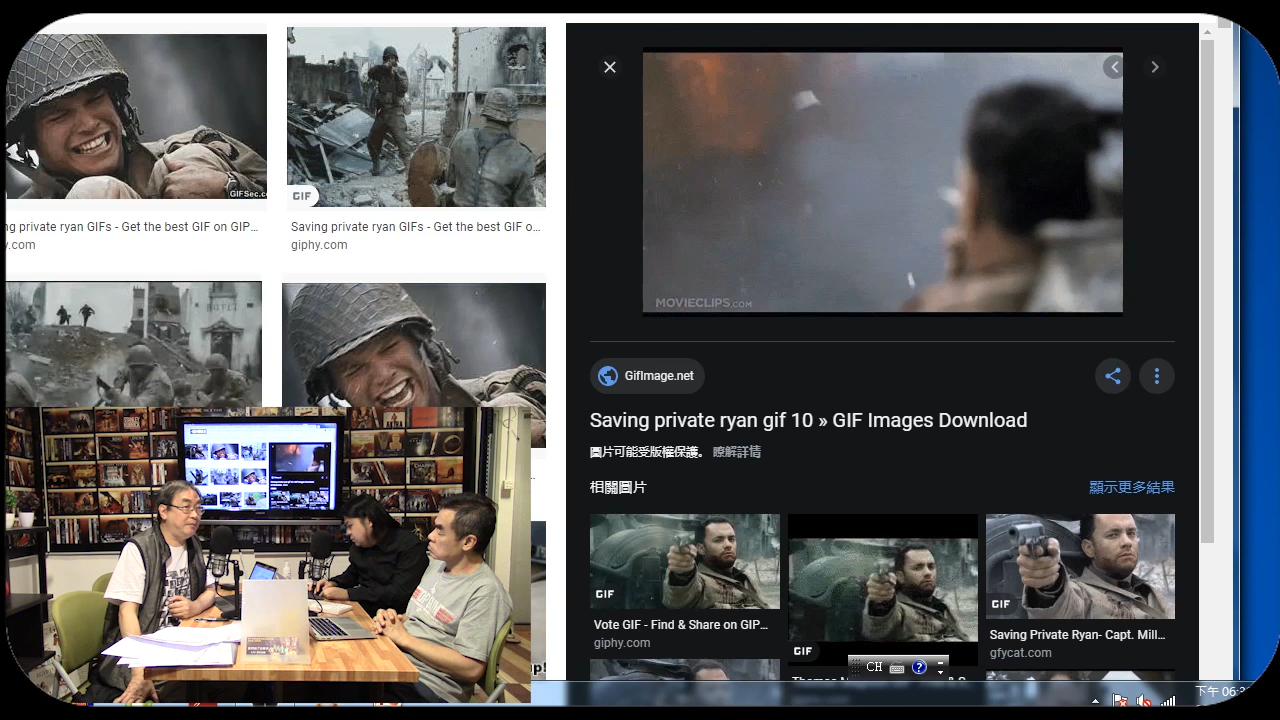 GIFSec.c
GIF
ng private ryan GIFs - Get the best GIF on GIP...
y.com
Saving private ryan GIFs - Get the best GIF o...
giphy.com
MOVIECLIPS.COM
GifImage.net
Saving private ryan gif 10 » GIF Images Download
圖片可能受版權保護。 瞭解詳情
相關圖片
顯示更多結果
GIF
Vote GIF - Find & Share on GIP...
giphy.com
GIF
GIF
Saving Private Ryan- Capt. Mill...
gfycat.com
CH
下午 06:3